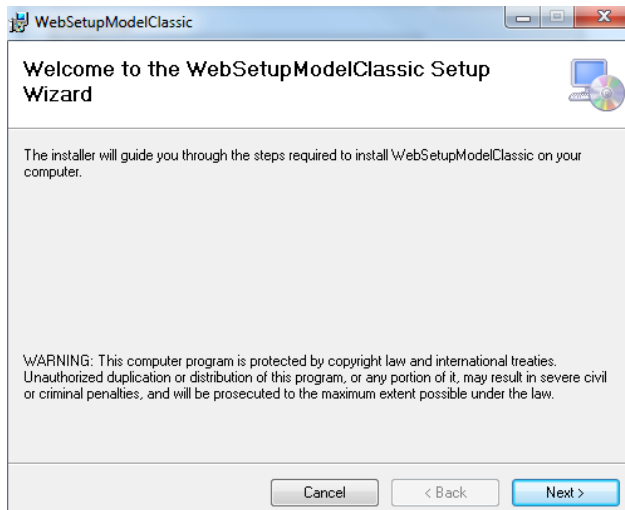 WebSetupModelClassic
Welcome to the WebSetupModelClassic Setup
Wizard
The installer will guide you through the steps required to install WebSetupModelClassic on your
computer.
WARNING: This computer program is protected by copyright law and international treaties.
Unauthorized duplication or distribution of this program, or any portion of it, may result in severe civil
or criminal penalties, and will be prosecuted to the maximum extent possible under the law.
Cancel
< Back
Next >